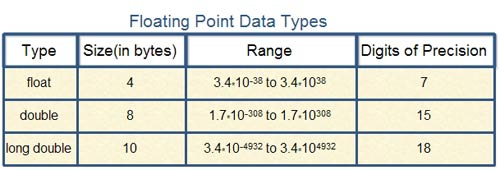 Floating Point Data Types
Type Size(in bytes) Range Digits of Precision
float 4 3.4*10^-38 to 3.4*10^38 7
double 8 1.7*10^-308 to 1.7*10^308 15
long double 10 3.4*10^-4932 to 3.4*10^4932 18